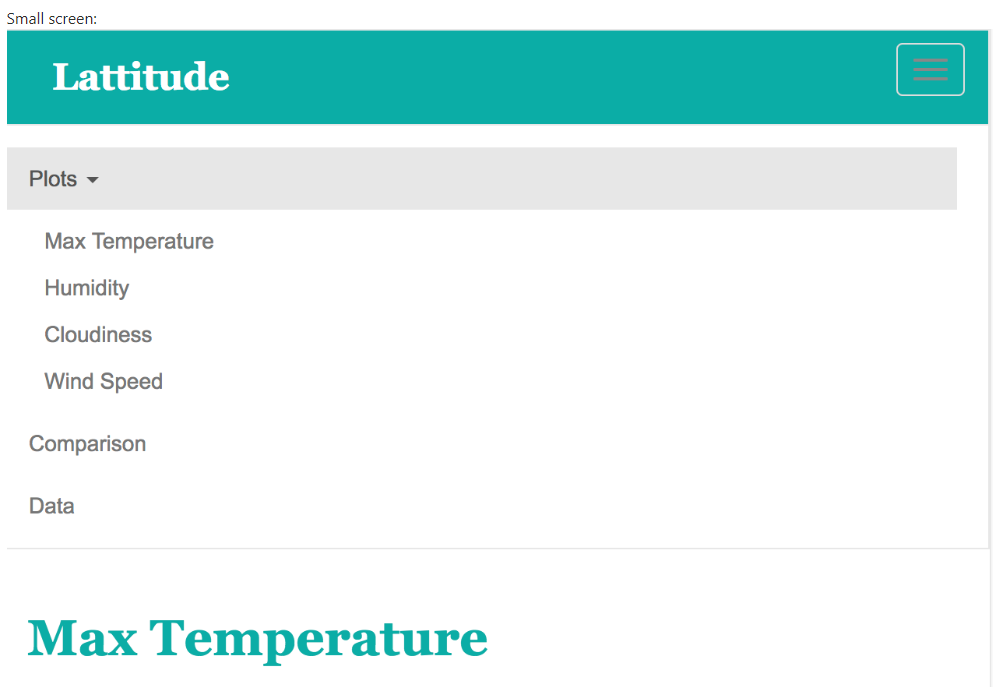 Small screen:
Lattitude
Plots
Max Temperature
Humidity
Cloudiness
Wind Speed
Comparison
Data
Max Temperature